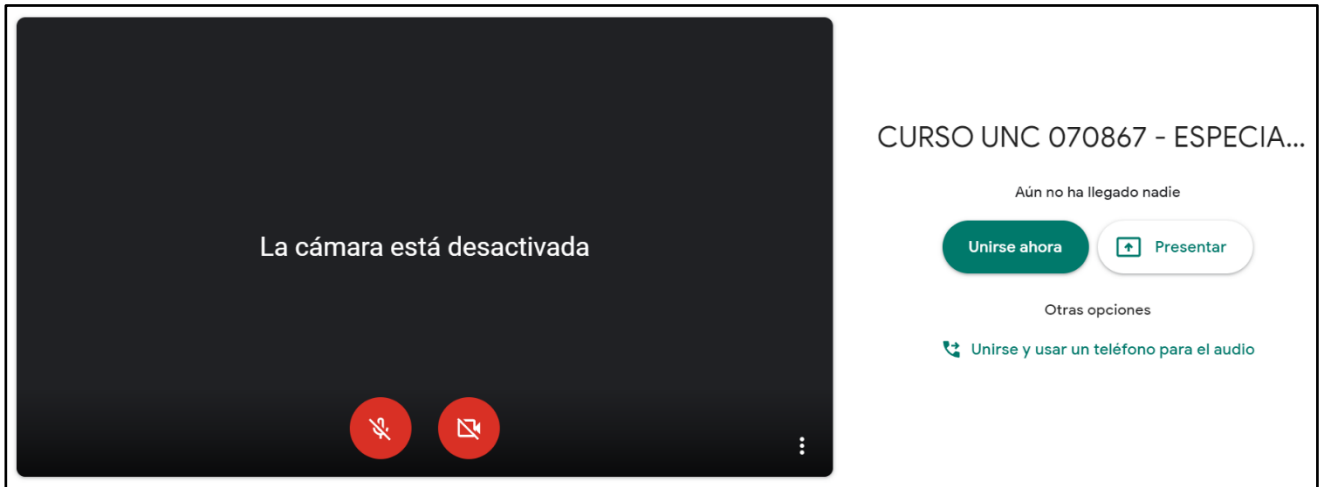 La cámara está desactivada
CURSO UNC 070867 - ESPECIA...
Aún no ha llegado nadie
Unirse ahora
Presentar
Otras opciones
Unirse y usar un teléfono para el audio